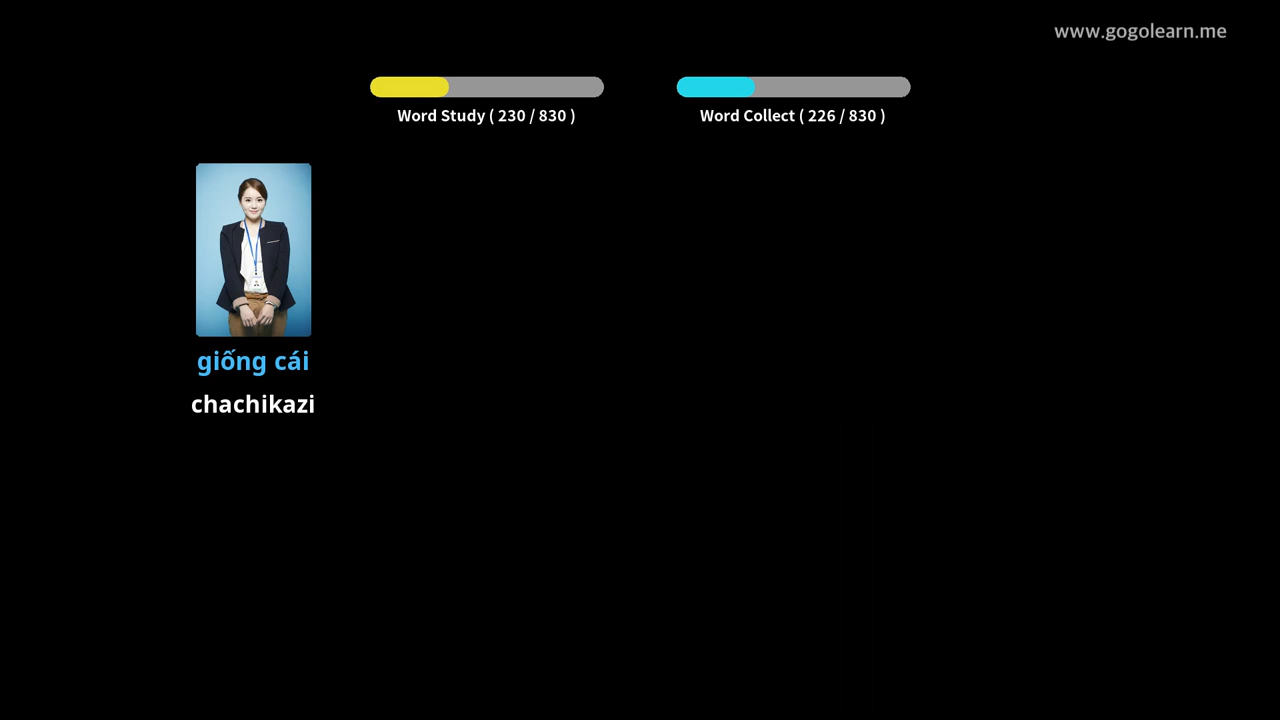 www.gogolearn.me
Word Study ( 230 / 830 )
Word Collect ( 226 / 830 )
giống cái
chachikazi